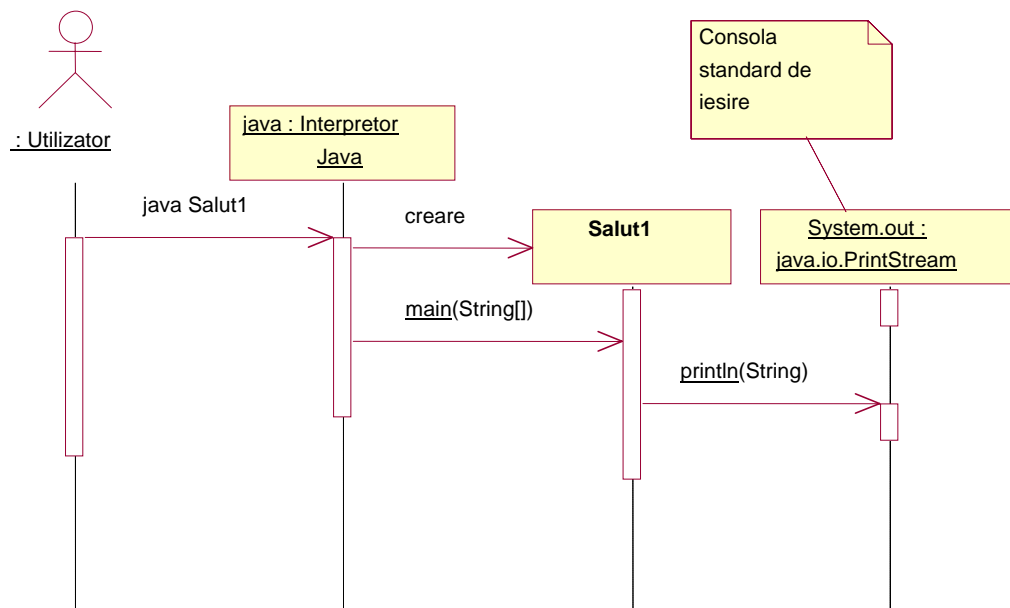 Consola
standard de
iesire
: Utilizator
java : Interpretor
Java
java Salut1
creare
Salut1
System.out :
java.io.PrintStream
main(String[])
println(String)